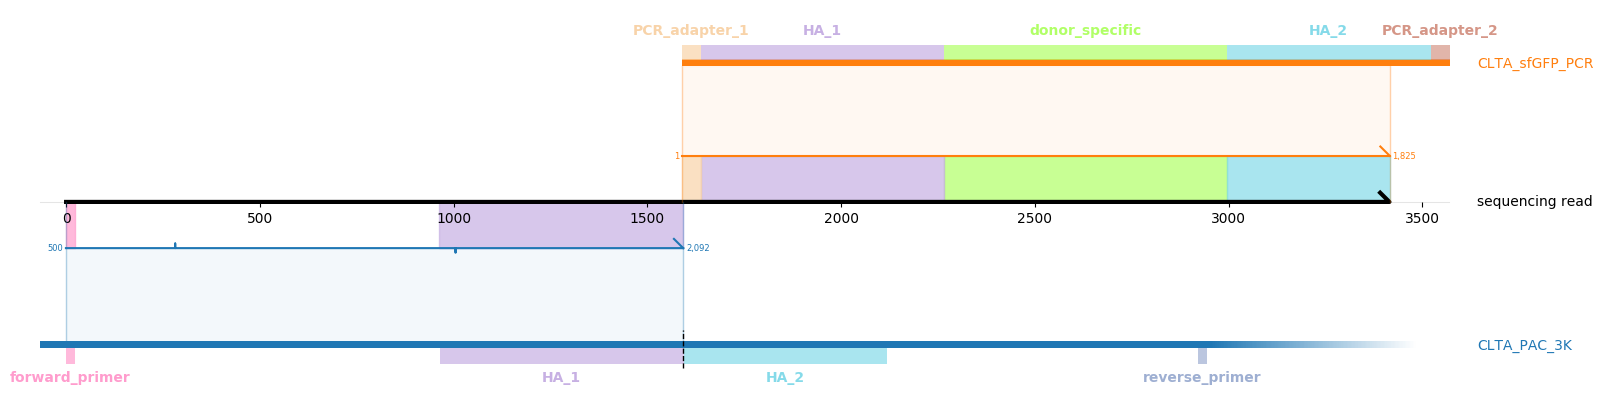 PCR_adapter_1 HA_1 donor_specific HA_2 PCR_adapter_2
CLTA_sfGFP_PCR
1 1,825
sequencing read
0 500 1000 1500 2000 2500 3000 3500
500 2,092
CLTA_PAC_3K
forward_primer HA_1 HA_2 reverse_primer